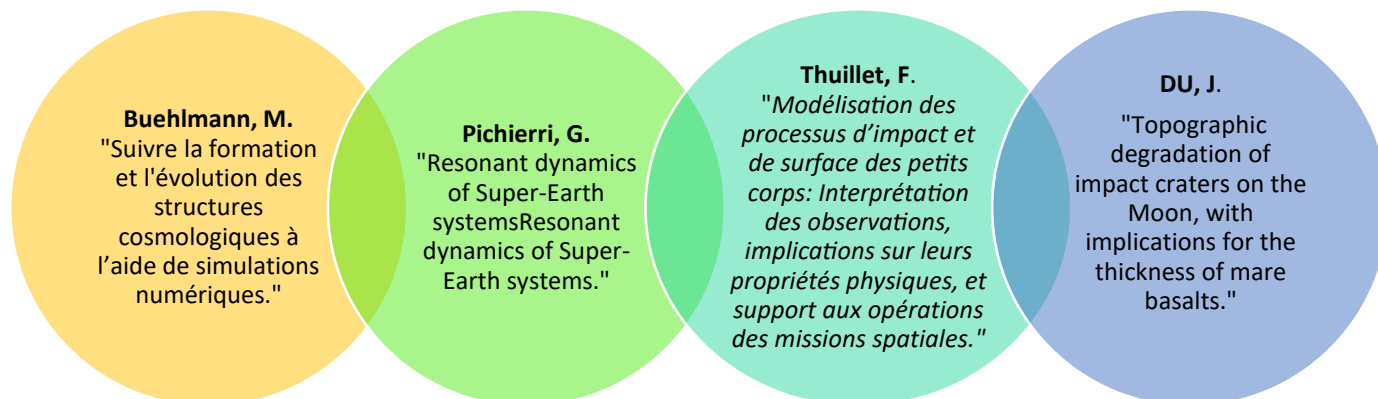 Buehlmann, M.
"Suivre la formation
et l'évolution des
structures
cosmologiques à
l’aide de simulations
numériques."
Pichierri, G.
"Resonant dynamics
of Super-Earth
systemsResonant
dynamics of Super-
Earth systems."
Thuillet, F.
"Modélisation des
processus d’impact et
de surface des petits
corps: Interprétation
des observations,
implications sur leurs
propriétés physiques, et
support aux opérations
des missions spatiales."
DU, J.
"Topographic
degradation of
impact craters on the
Moon, with
implications for the
thickness of mare
basalts."